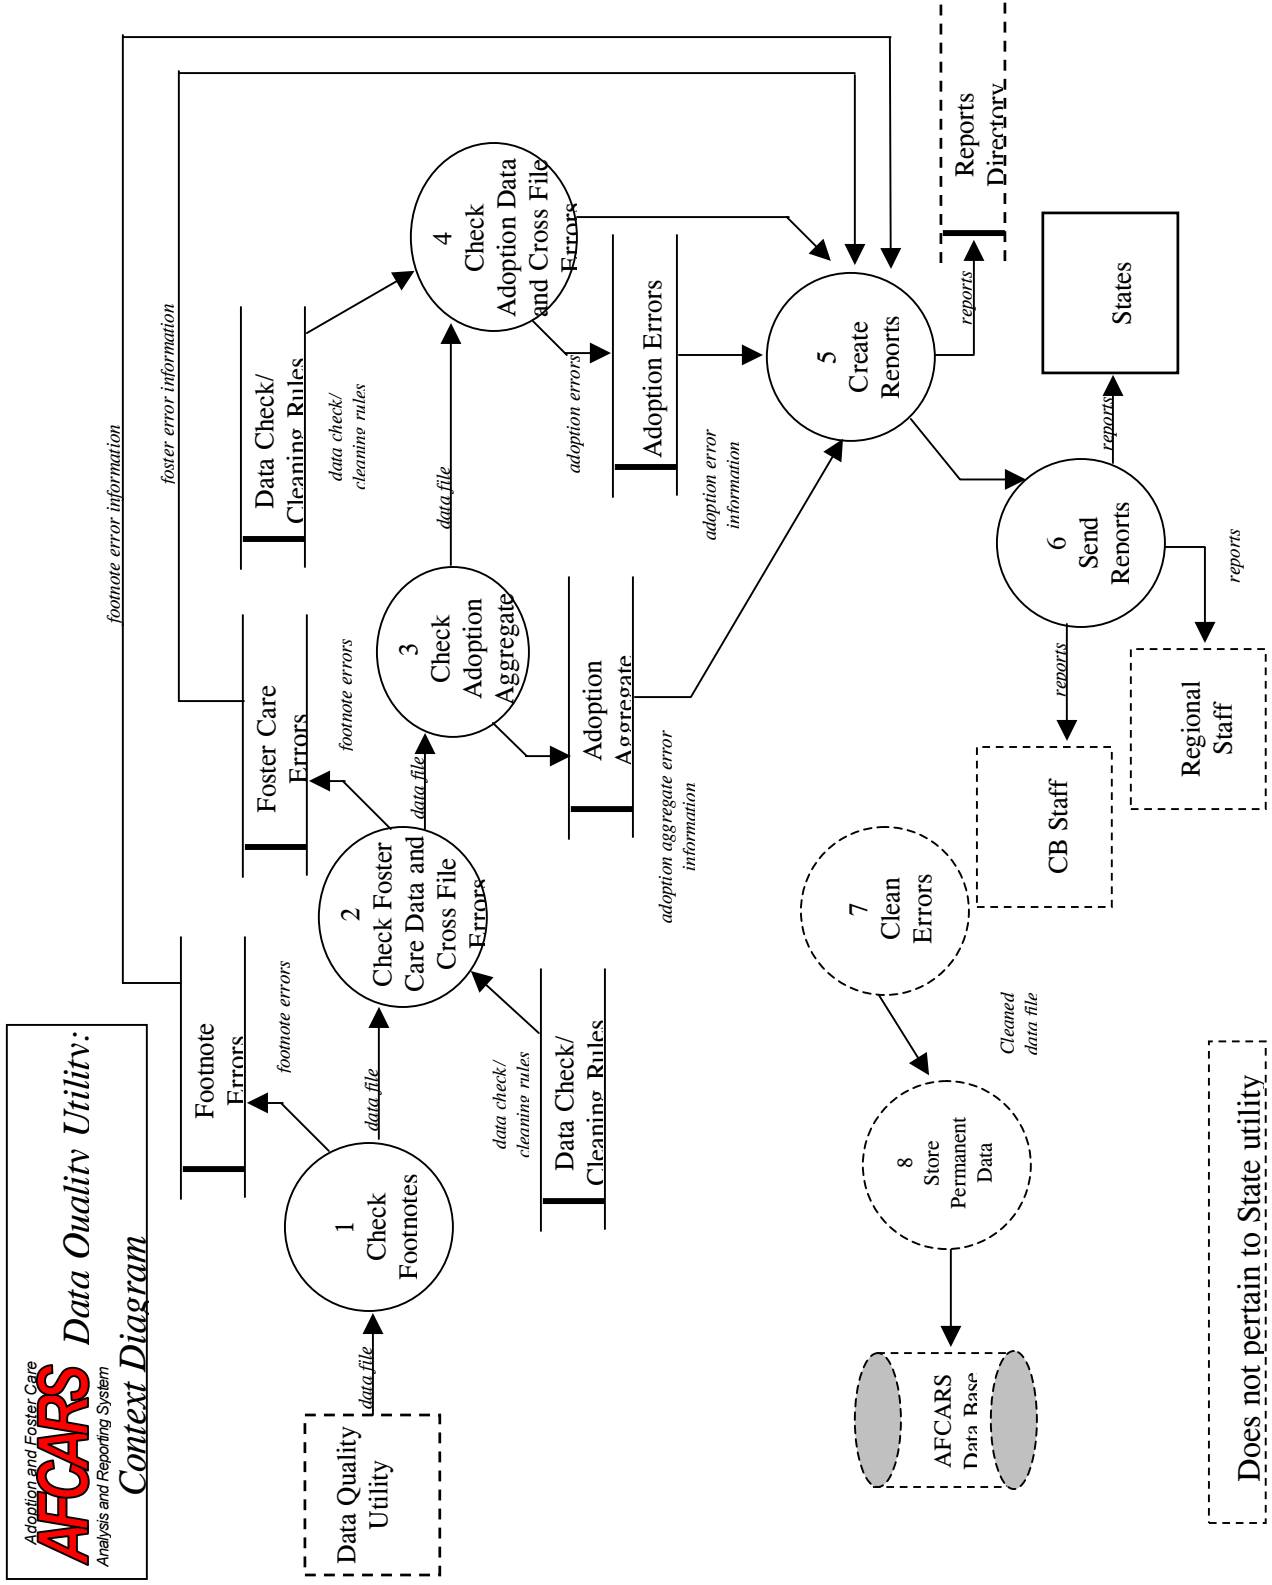 Adoption and Foster Care
AFCARS Data Quality Utility:
Analysis and Reporting System
Context Diagram
footnote error information
foster error information
Footnote
Errors
footnote errors
Foster Care
Errors
footnote errors
Data Check/
Cleaning Rules
data check/
cleaning rules
Data Quality
Utility
data file
1
Check
Footnotes
data file
2
Check Foster
Care Data and
Cross File
Errors
data file
3
Check
Adoption
Aggregate
data file
4
Check
Adoption Data
and Cross File
Errors
data check/
cleaning rules
Data Check/
Cleaning Rules
Adoption
Aggregate
adoption aggregate error
information
adoption errors
Adoption Errors
adoption error
information
5
Create
Reports
reports
Reports
Directory
6
Send
Reports
reports
States
reports
CB Staff
reports
Regional
Staff
7
Clean
Errors
Cleaned
data file
8
Store
Permanent
Data
AFCARS
Data Base
Does not pertain to State utility